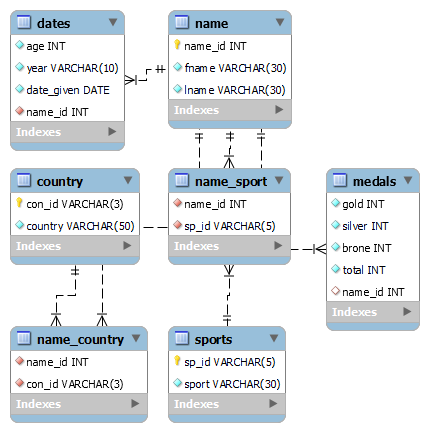 dates
age INT
year VARCHAR(10)
date_given DATE
name_id INT
Indexes
name
name_id INT
fname VARCHAR(30)
lname VARCHAR(30)
Indexes
country
con_id VARCHAR(3)
country VARCHAR(50)
Indexes
name_sport
name_id INT
sp_id VARCHAR(5)
Indexes
medals
gold INT
silver INT
brone INT
total INT
name_id INT
Indexes
name_country
name_id INT
con_id VARCHAR(3)
Indexes
sports
sp_id VARCHAR(5)
sport VARCHAR(30)
Indexes